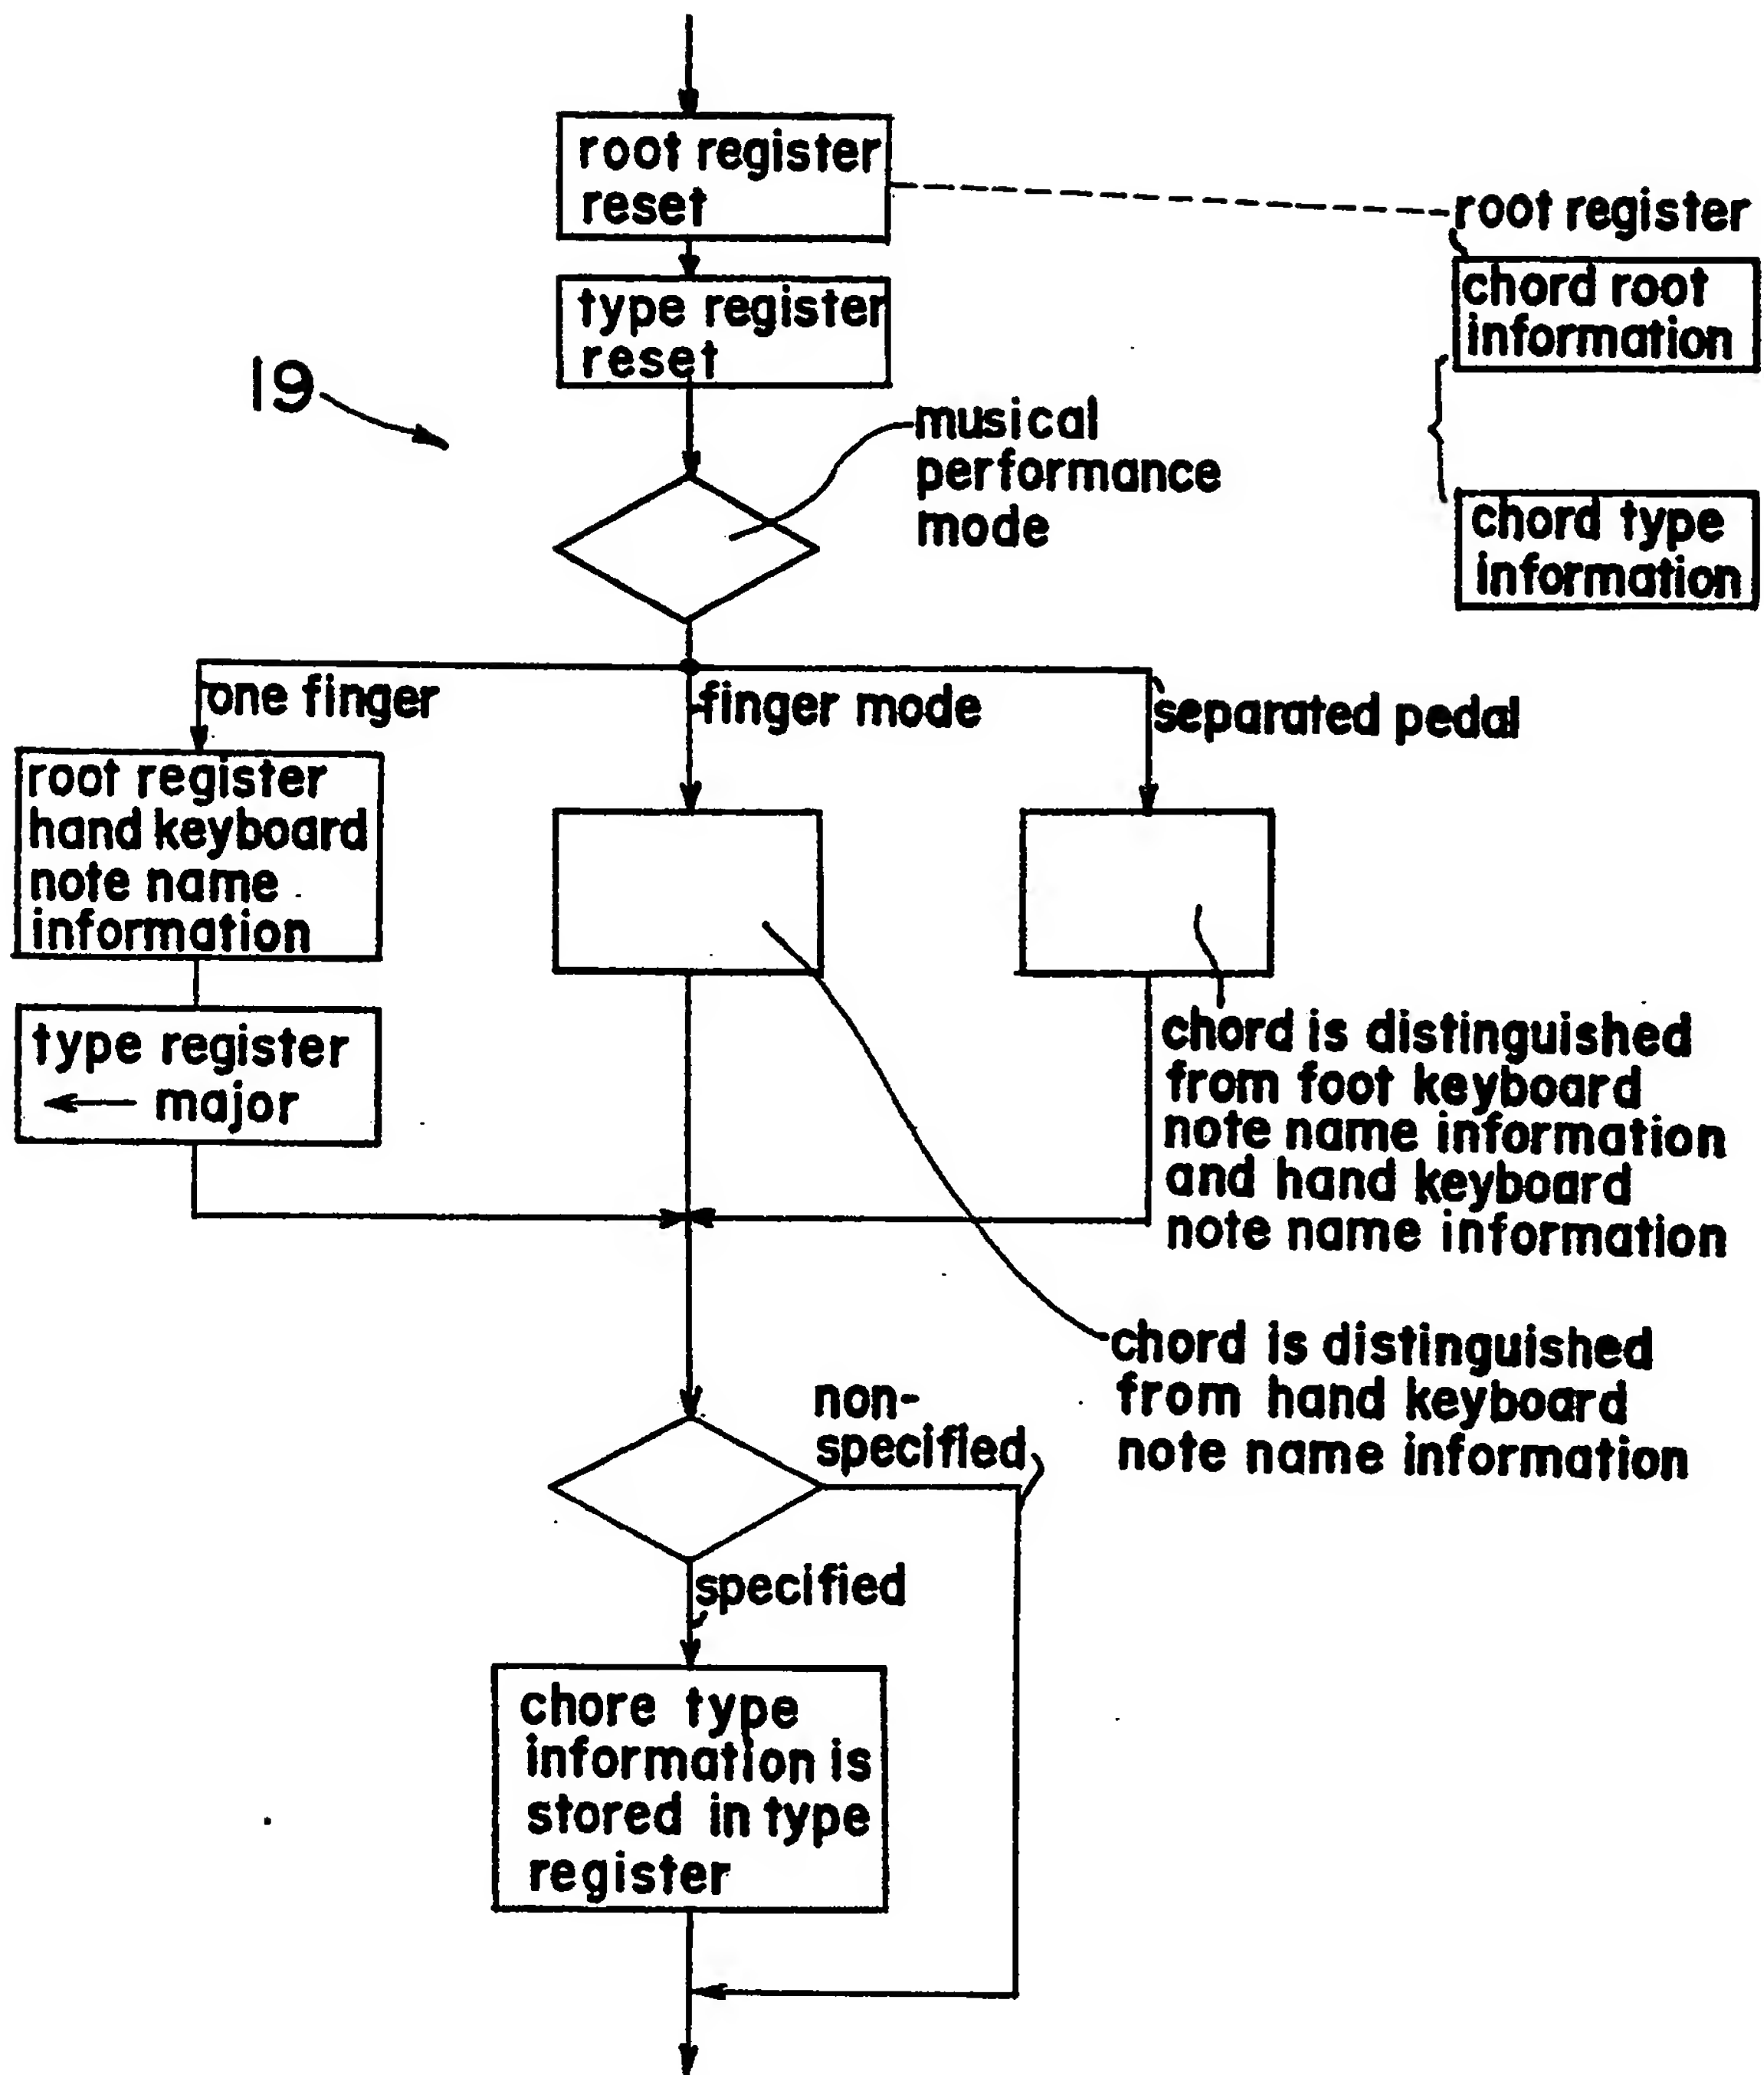 root register
reset
root register
chord root
information
type register
reset
19
musical
performance
mode
chord type
information
one finger
finger mode
separated pedal
root register
hand keyboard
note name
information
type register
← major
chord is distinguished
from foot keyboard
note name information
and hand keyboard
note name information
chord is distinguished
from hand keyboard
note name information
non-
specified
specified
chore type
information is
stored in type
register